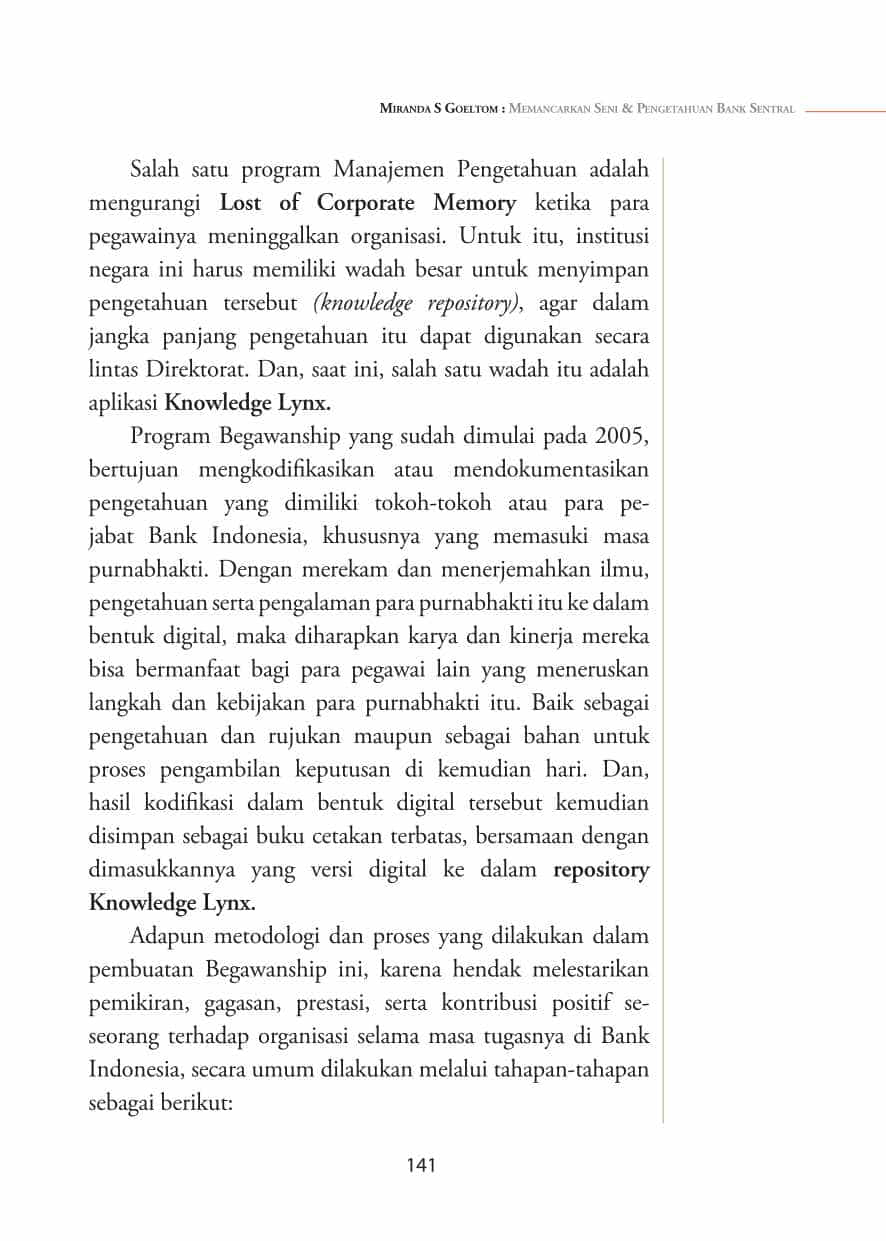 MIRANDA S GOELTOM : MEMANCARKAN SENI & PENGETAHUAN BANK SENTRAL
Salah satu program Manajemen Pengetahuan adalah
mengurangi Lost of Corporate Memory ketika para
pegawainya meninggalkan organisasi. Untuk itu, institusi
negara ini harus memiliki wadah besar untuk menyimpan
pengetahuan tersebut (knowledge repository), agar dalam
jangka panjang pengetahuan itu dapat digunakan secara
lintas Direktorat. Dan, saat ini, salah satu wadah itu adalah
aplikasi Knowledge Lynx.
Program Begawanship yang sudah dimulai pada 2005,
bertujuan mengkodifikasikan atau mendokumentasikan
pengetahuan yang dimiliki tokoh-tokoh atau para pe-
jabat Bank Indonesia, khususnya yang memasuki masa
purnabhakti. Dengan merekam dan menerjemahkan ilmu,
pengetahuan serta pengalaman para purnabhakti itu ke dalam
bentuk digital, maka diharapkan karya dan kinerja mereka
bisa bermanfaat bagi para pegawai lain yang meneruskan
langkah dan kebijakan para purnabhakti itu. Baik sebagai
pengetahuan dan rujukan maupun sebagai bahan untuk
proses pengambilan keputusan di kemudian hari. Dan,
hasil kodifikasi dalam bentuk digital tersebut kemudian
disimpan sebagai buku cetakan terbatas, bersamaan dengan
dimasukkannya yang versi digital ke dalam repository
Knowledge Lynx.
Adapun metodologi dan proses yang dilakukan dalam
pembuatan Begawanship ini, karena hendak melestarikan
pemikiran, gagasan, prestasi, serta kontribusi positif se-
seorang terhadap organisasi selama masa tugasnya di Bank
Indonesia, secara umum dilakukan melalui tahapan-tahapan
sebagai berikut:
141